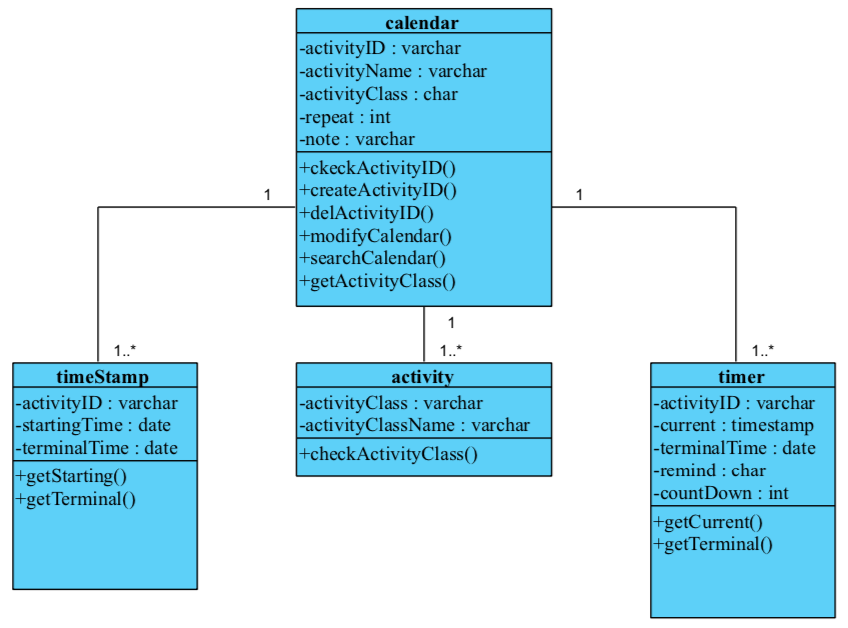 calendar
-activityID : varchar
-activityName : varchar
-activityClass : char
-repeat : int
-note : varchar
+ckeckActivityID()
+createActivityID()
+delActivityID()
+modifyCalendar()
+searchCalendar()
+getActivityClass()
1
1
1
1..*
1..*
1..*
timeStamp
-activityID : varchar
-startingTime : date
-terminalTime : date
+getStarting()
+getTerminal()
activity
-activityClass : varchar
-activityClassName : varchar
+checkActivityClass()
timer
-activityID : varchar
-current : timestamp
-terminalTime : date
-remind : char
-countDown : int
+getCurrent()
+getTerminal()